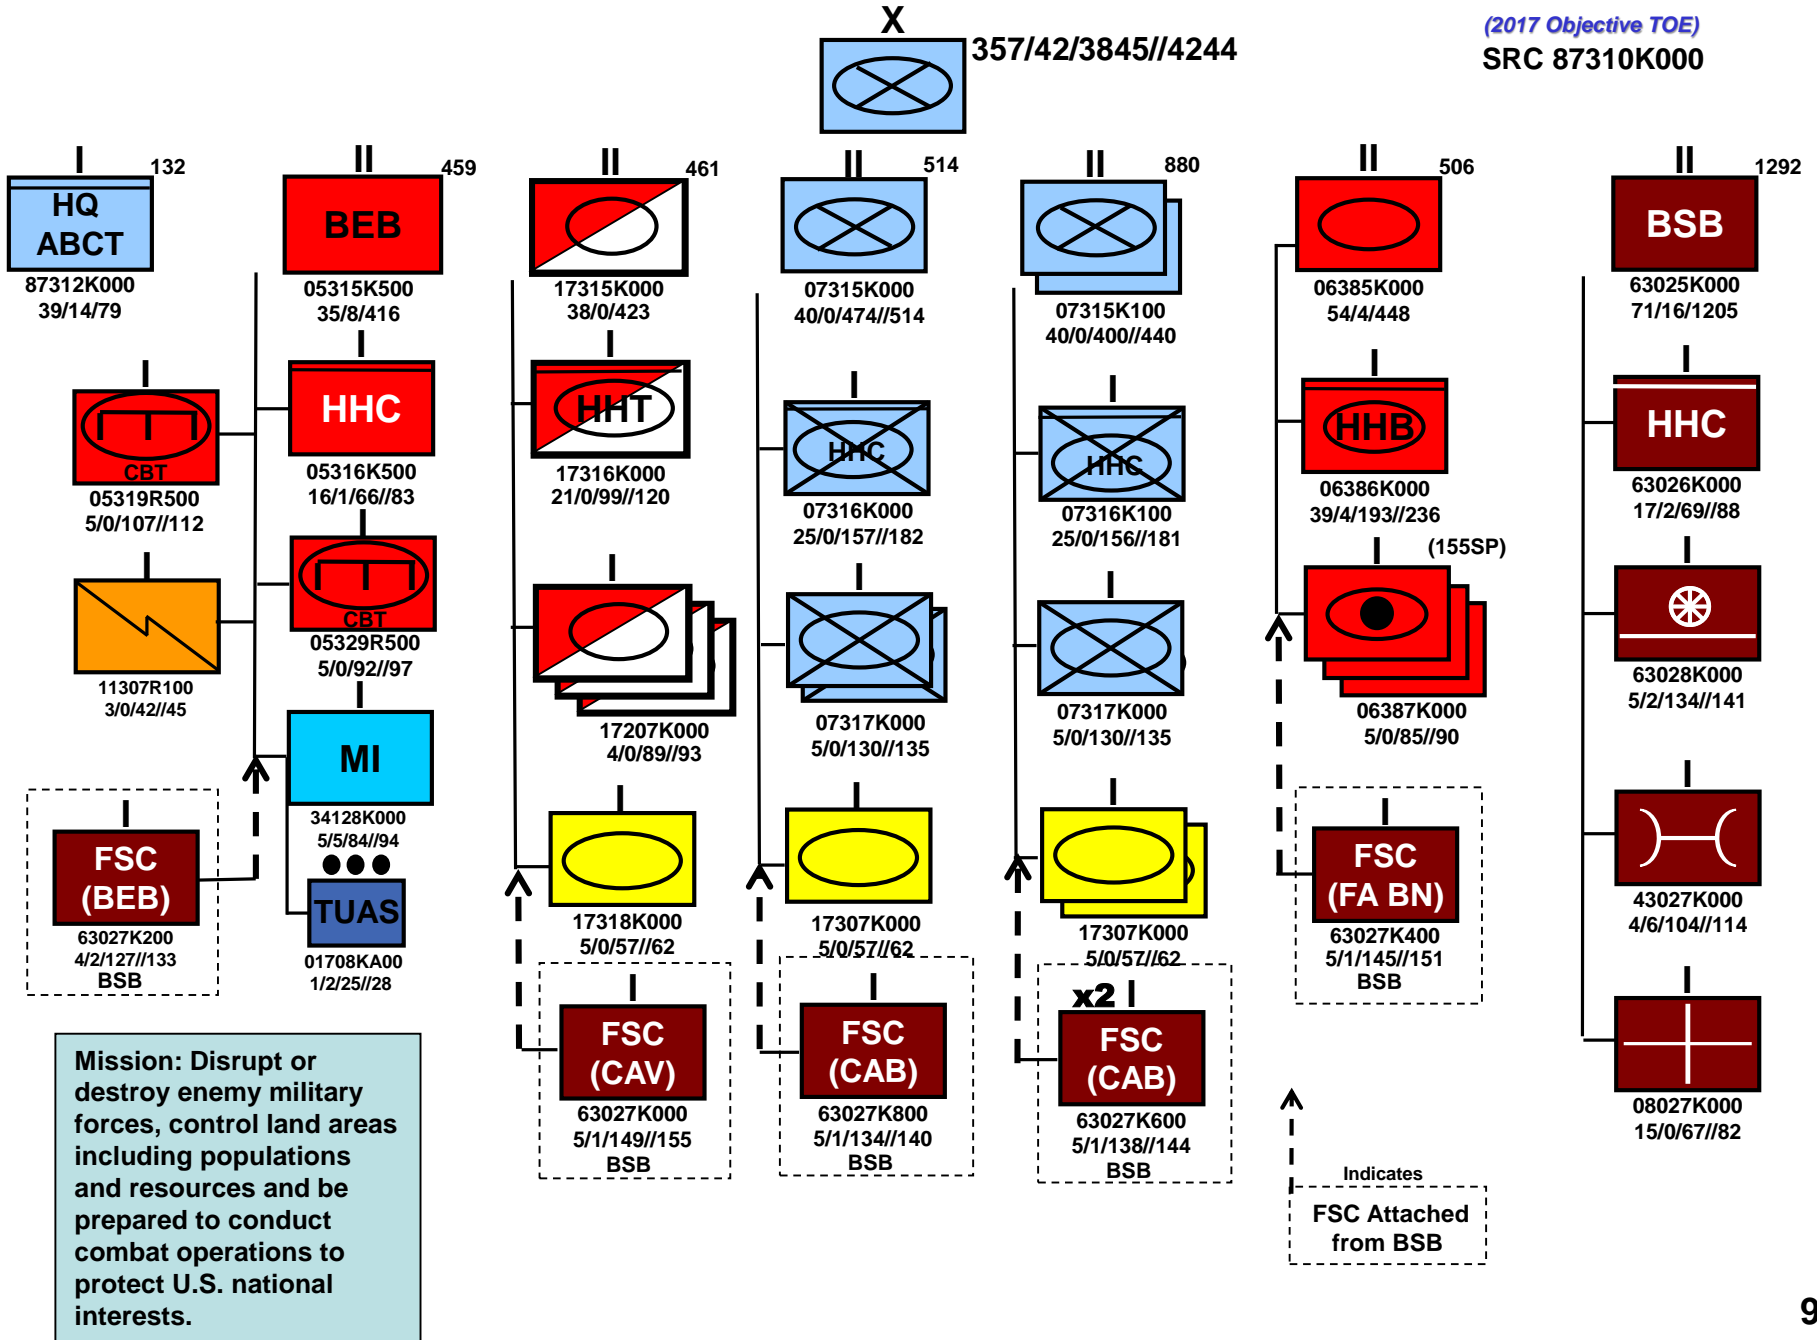 X
357/42/3845//4244
(2017 Objective TOE)
SRC 87310K000
I
132
HQ
ABCT
87312K000
39/14/79
II
459
BEB
05315K500
35/8/416
I
HHC
05316K500
16/1/66//83
I
CBT
05319R500
5/0/107//112
I
CBT
05329R500
5/0/92//97
I
11307R100
3/0/42//45
I
MI
34128K000
5/5/84//94
TUAS
01708KA00
1/2/25//28
I
FSC
(BEB)
63027K200
4/2/127//133
BSB
II
461
17315K000
38/0/423
I
HHT
17316K000
21/0/99//120
I
17207K000
4/0/89//93
I
17318K000
5/0/57//62
I
FSC
(CAV)
63027K000
5/1/149//155
BSB
II
514
07315K000
40/0/474//514
I
HHC
07316K000
25/0/157//182
I
07317K000
5/0/130//135
I
17307K000
5/0/57//62
I
FSC
(CAB)
63027K800
5/1/134//140
BSB
II
880
07315K100
40/0/400//440
I
HHC
07316K100
25/0/156//181
I
07317K000
5/0/130//135
I
17307K000
5/0/57//62
x2 I
FSC
(CAB)
63027K600
5/1/138//144
BSB
II
506
06385K000
54/4/448
I
HHB
06386K000
39/4/193//236
I
(155SP)
06387K000
5/0/85//90
I
FSC
(FA BN)
63027K400
5/1/145//151
BSB
II
1292
BSB
63025K000
71/16/1205
I
HHC
63026K000
17/2/69//88
I
63028K000
5/2/134//141
I
43027K000
4/6/104//114
I
08027K000
15/0/67//82
Mission: Disrupt or
destroy enemy military
forces, control land areas
including populations
and resources and be
prepared to conduct
combat operations to
protect U.S. national
interests.
Indicates
FSC Attached
from BSB
9